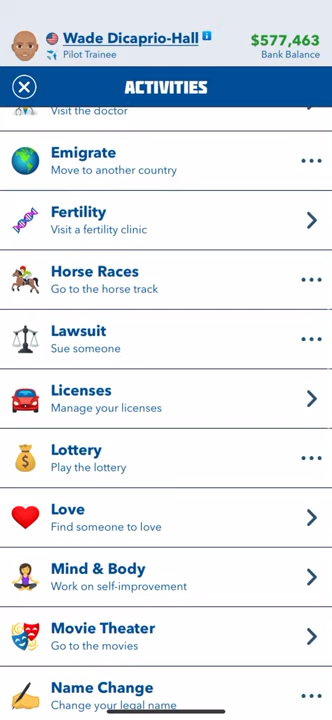 Wade Dicaprio-Hall i
Pilot Trainee
$577,463
Bank Balance
ACTIVITIES
Visit the doctor
Emigrate
Move to another country
Fertility
Visit a fertility clinic
Horse Races
Go to the horse track
Lawsuit
Sue someone
Licenses
Manage your licenses
Lottery
Play the lottery
Love
Find someone to love
Mind & Body
Work on self-improvement
Movie Theater
Go to the movies
Name Change
Change your legal name